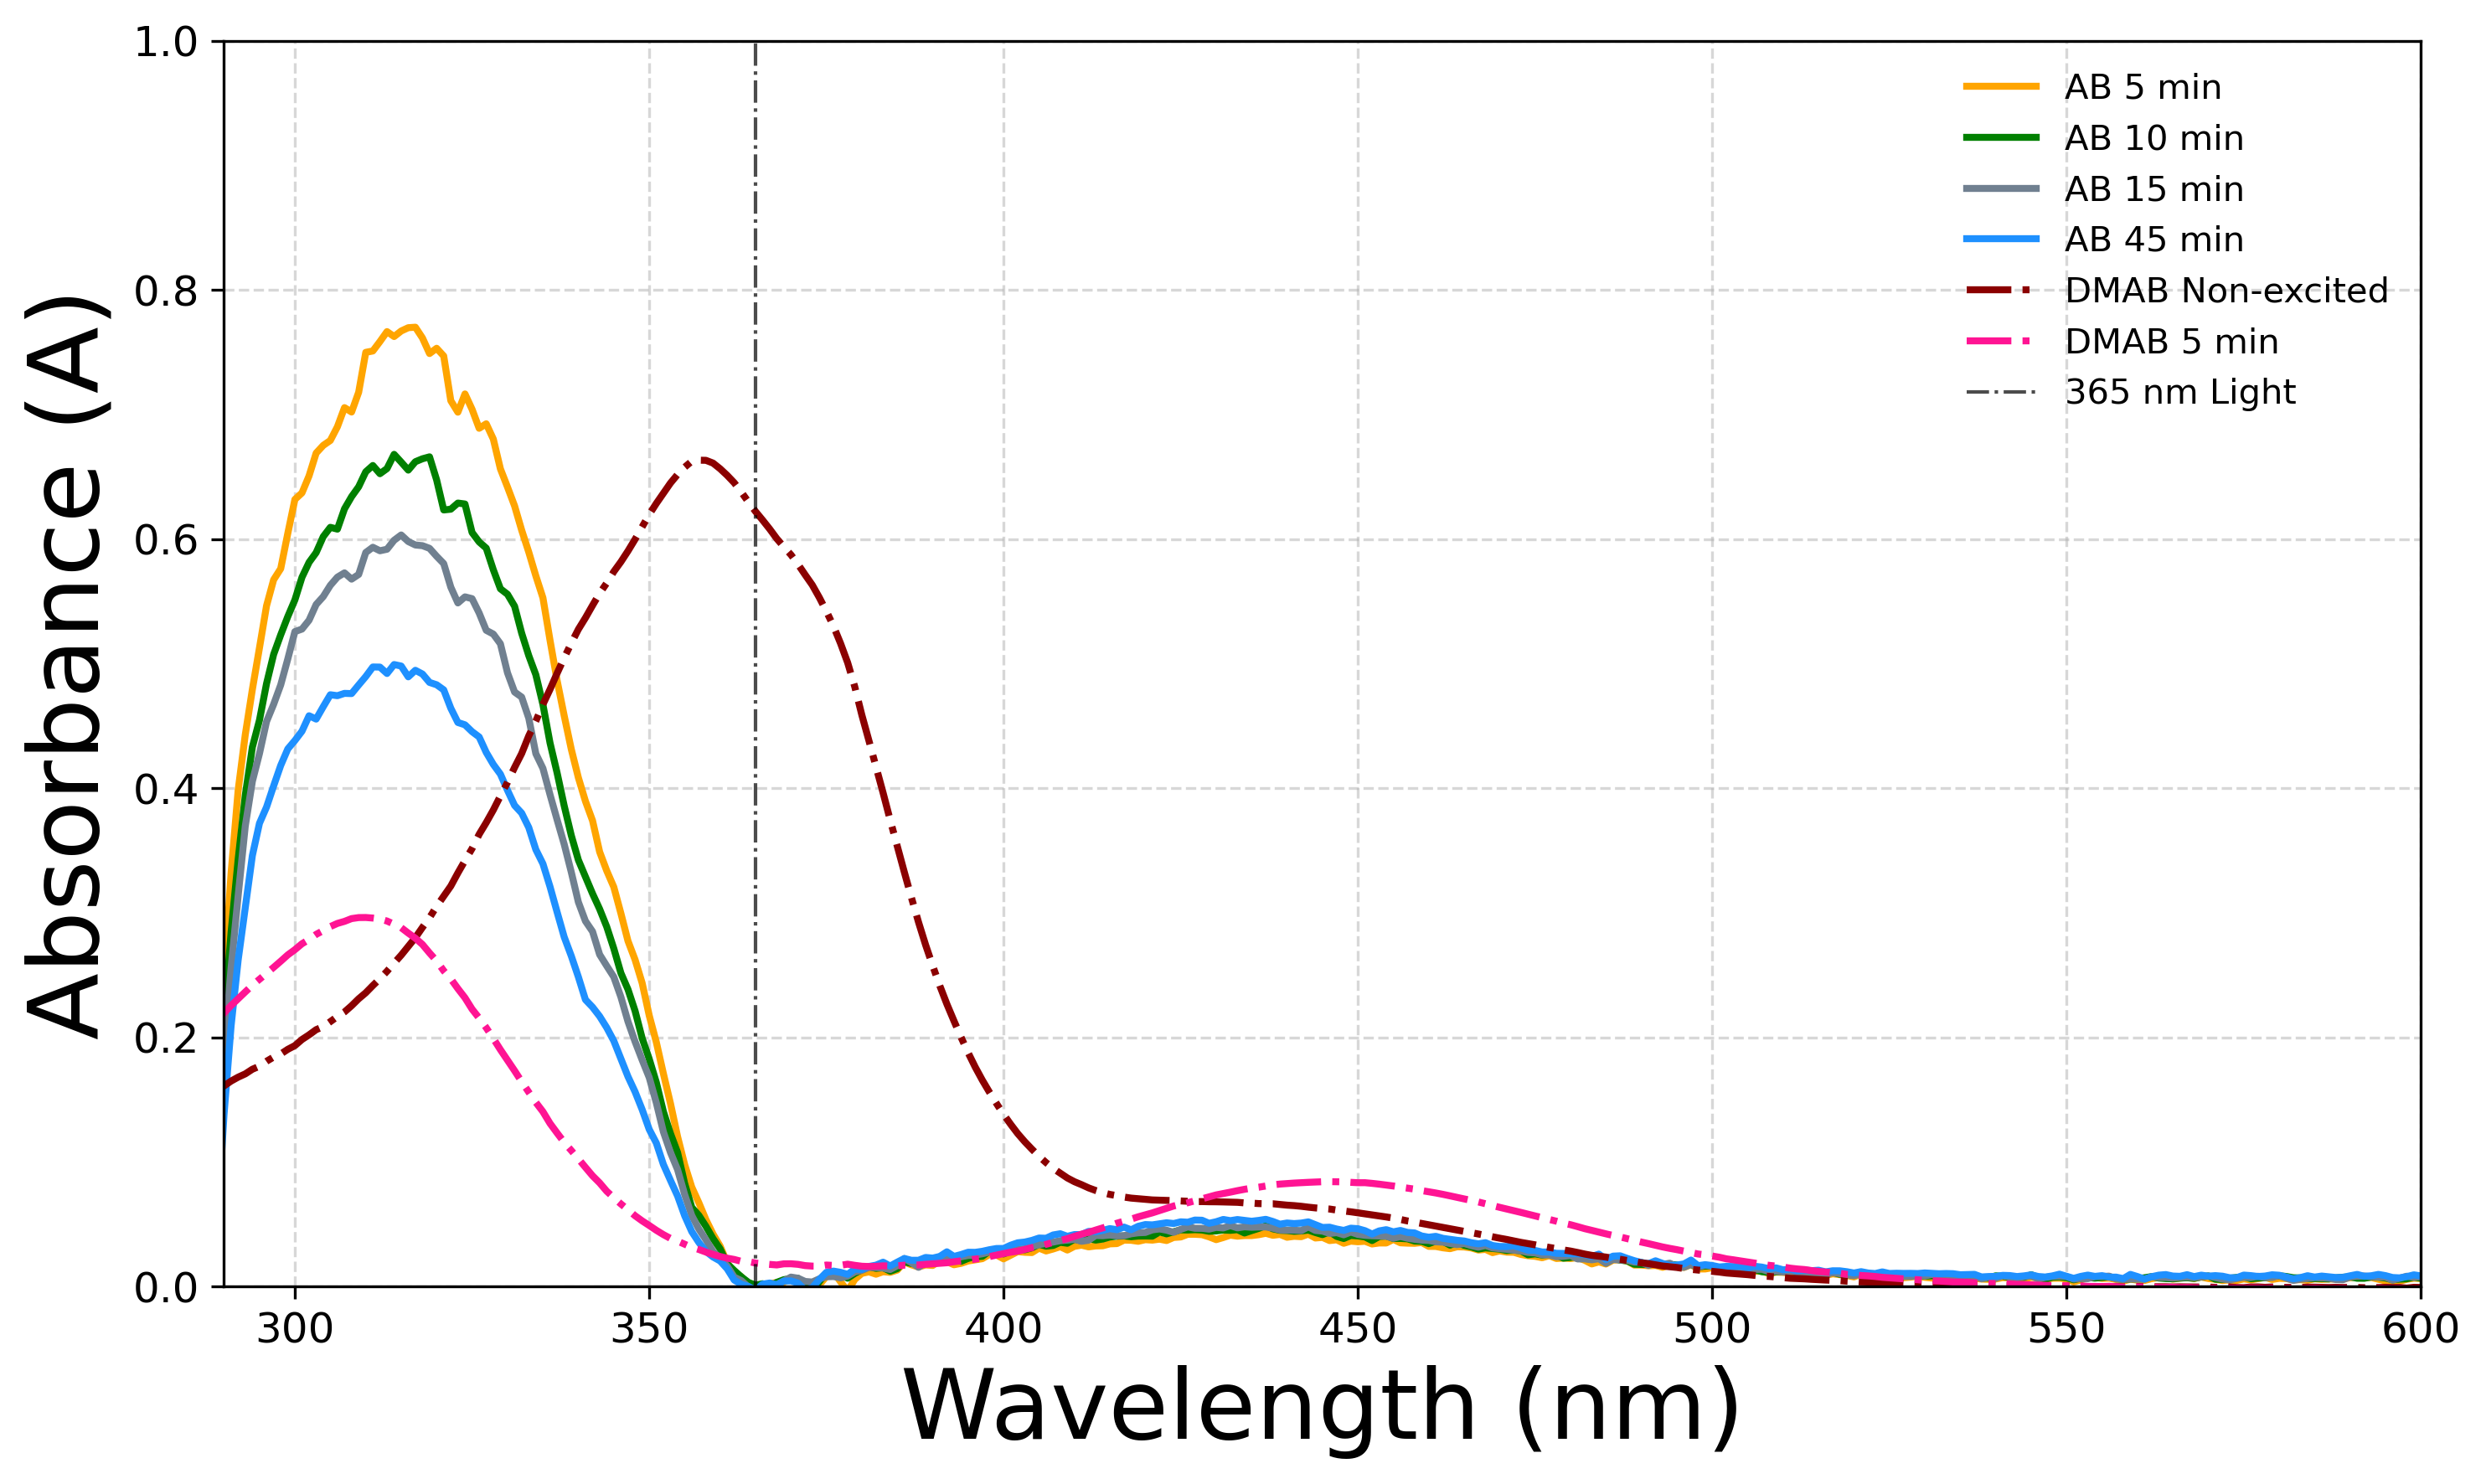 1.0
0.8
0.6
0.4
0.2
0.0
Absorbance (A)
AB 5 min
AB 10 min
AB 15 min
AB 45 min
DMAB Non-excited
DMAB 5 min
365 nm Light
300 350 400 450 500 550 600
Wavelength (nm)